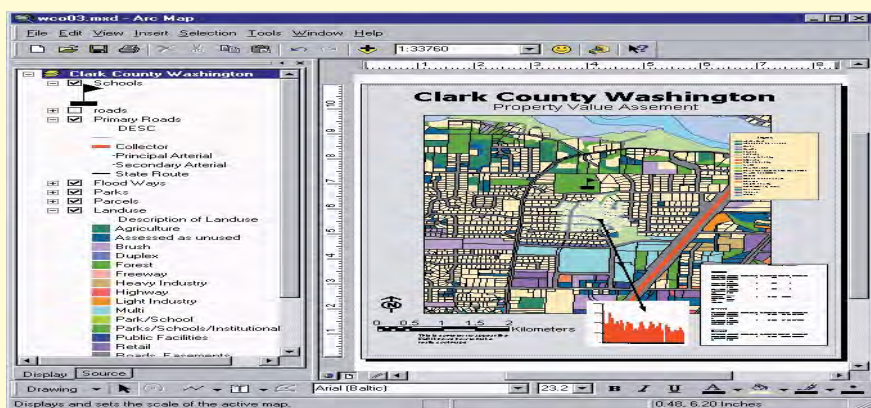 wco03.mxd - Arc Map
File Edit View Insert Selection Tools Window Help
1:33760
Clark County Washington
Schools
roads
Primary Roads
DESC
Collector
Principal Arterial
Secondary Arterial
State Route
Flood Ways
Parks
Parcels
Landuse
Description of Landuse
Agriculture
Assessed as unused
Brush
Duplex
Forest
Freeway
Heavy Industry
Highway
Light Industry
Multi
Park/School
Parks/Schools/Institutional
Public Facilities
Retail
Roads, Easements
Display Source
Clark County Washington
Property Value Assement
0 0.5 1 1.5 2
Kilometers
Drawing
Arial (Baltic)
23.2
B I U A
Displays and sets the scale of the active map.
0.48, 6.20 Inches